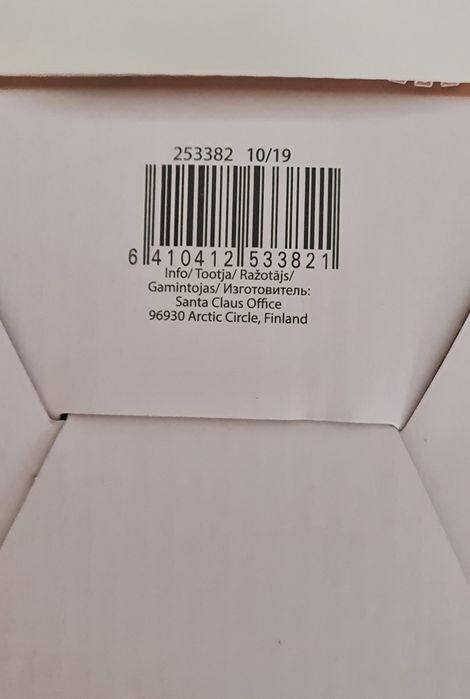 253382 10/19
6 410412 533821
Info/ Tootja/ Ražotājs/
Gamintojas/ Изготовитель:
Santa Claus Office
96930 Arctic Circle, Finland